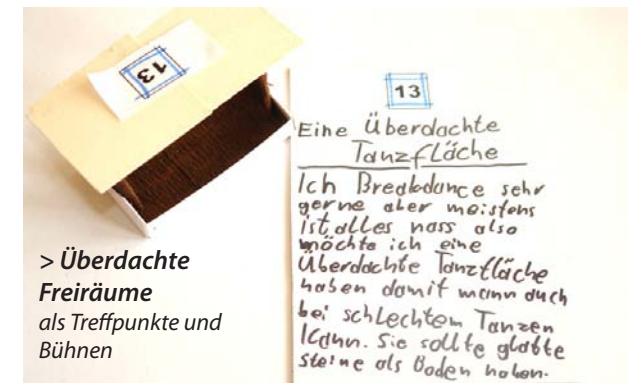 13
13
Eine Überdachte
Tanzfläche
Ich Breakdance sehr
gerne aber meistens
ist alles nass also
möchte ich eine
Überdachte Tanzfläche
haben damit mann auch
bei schlechtem Tanzen
Kann. Sie sollte glatte
steine als Boden haben.
> Überdachte
Freiräume
als Treffpunkte und
Bühnen